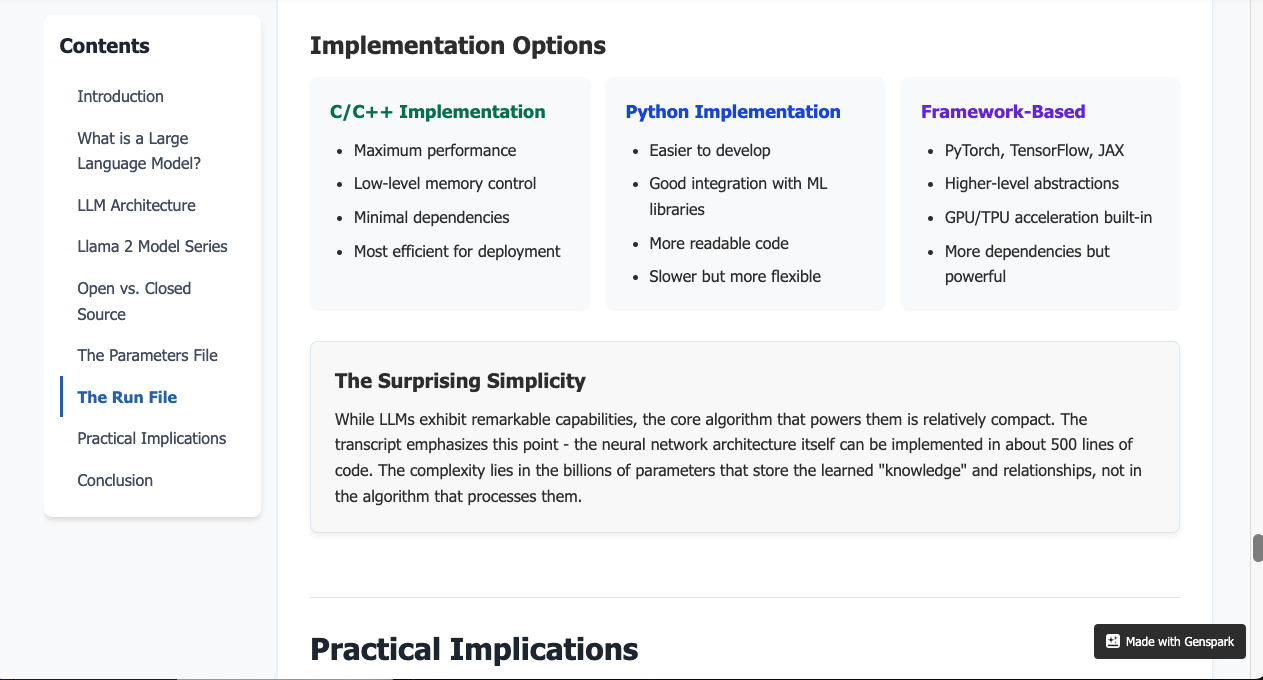 Contents
Introduction
What is a Large
Language Model?
LLM Architecture
Llama 2 Model Series
Open vs. Closed
Source
The Parameters File
The Run File
Practical Implications
Conclusion
Implementation Options
C/C++ Implementation
• Maximum performance
• Low-level memory control
• Minimal dependencies
• Most efficient for deployment
Python Implementation
• Easier to develop
• Good integration with ML
libraries
• More readable code
• Slower but more flexible
Framework-Based
• PyTorch, TensorFlow, JAX
• Higher-level abstractions
• GPU/TPU acceleration built-in
• More dependencies but
powerful
The Surprising Simplicity
While LLMs exhibit remarkable capabilities, the core algorithm that powers them is relatively compact. The
transcript emphasizes this point - the neural network architecture itself can be implemented in about 500 lines of
code. The complexity lies in the billions of parameters that store the learned "knowledge" and relationships, not in
the algorithm that processes them.
Practical Implications
Made with Genspark